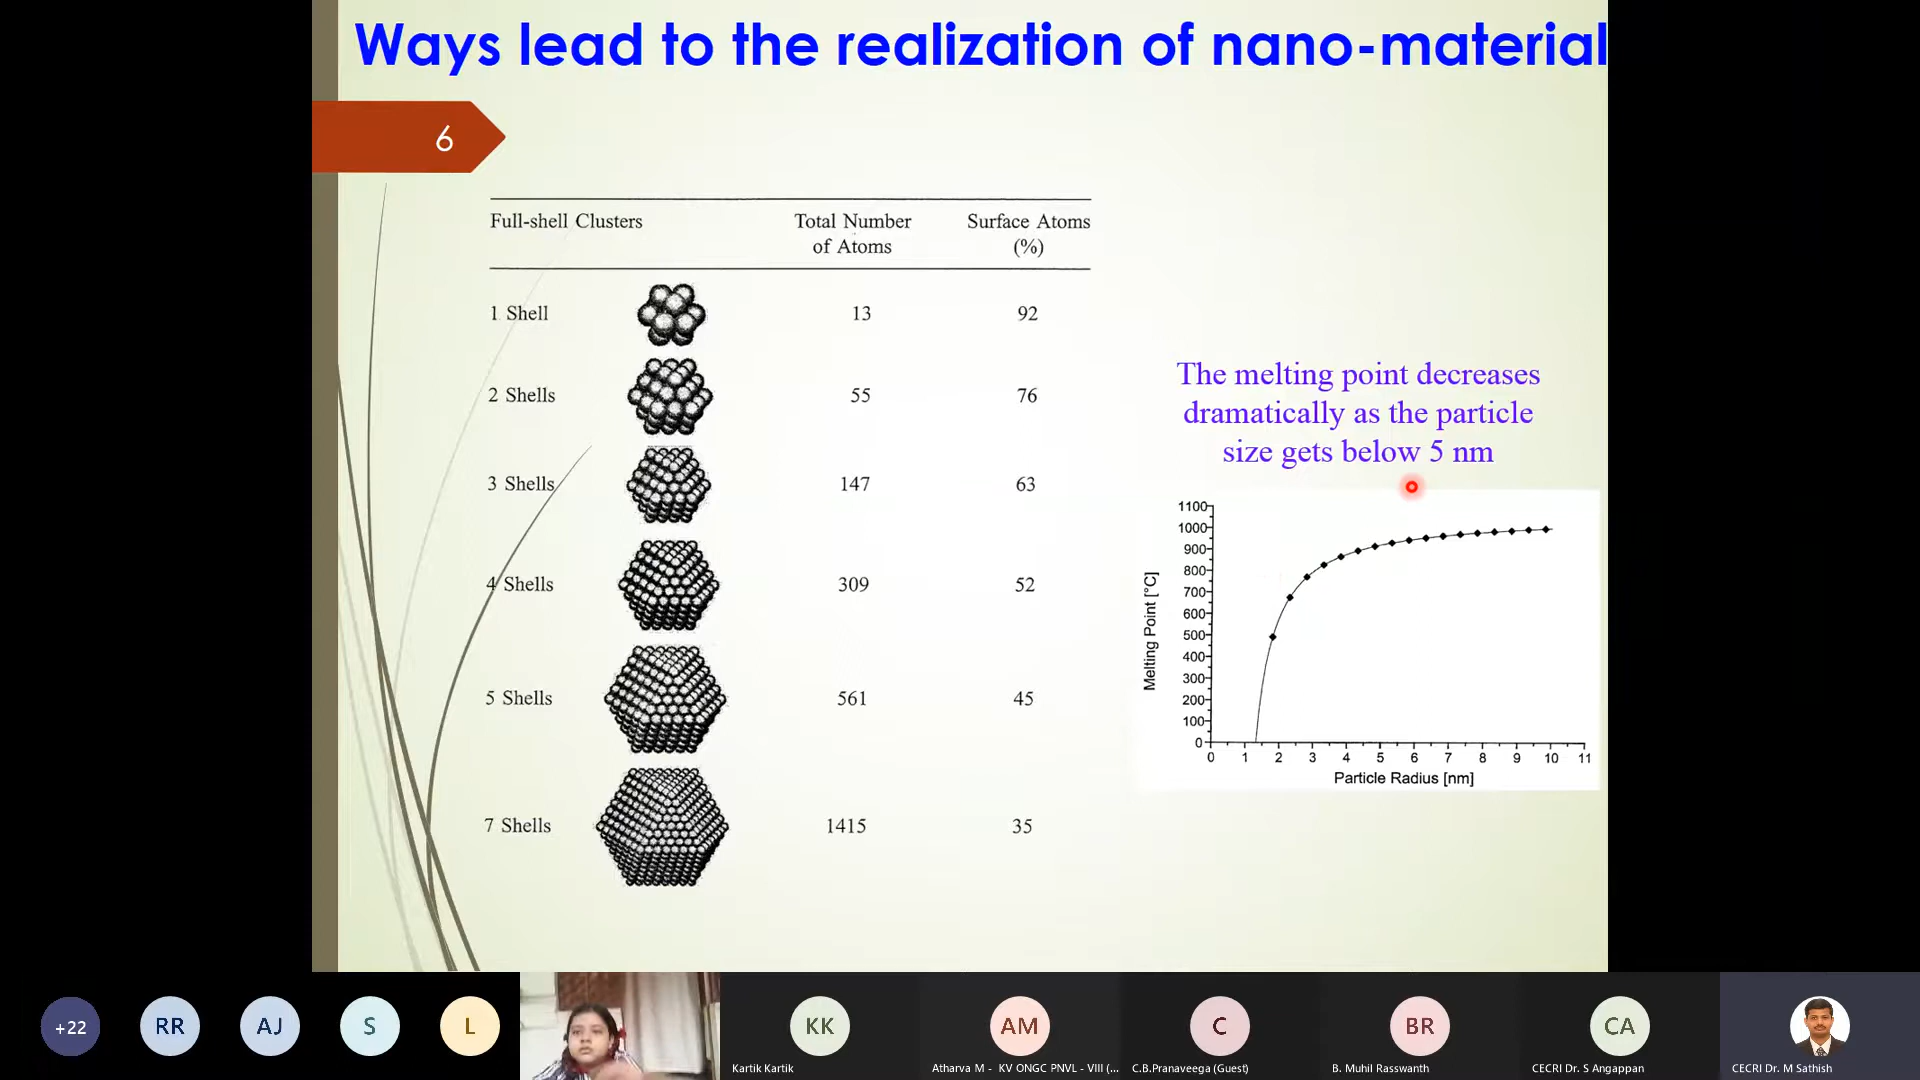 Ways lead to the realization of nano-material
6
Full-shell Clusters Total Number Surface Atoms
of Atoms (%)
1 Shell 13 92
2 Shells 55 76
3 Shells 147 63
4 Shells 309 52
5 Shells 561 45
7 Shells 1415 35
The melting point decreases
dramatically as the particle
size gets below 5 nm
1100
1000
900
800
700
600
500
400
300
200
100
0
Melting Point [°C]
0 1 2 3 4 5 6 7 8 9 10 11
Particle Radius [nm]
+22 RR AJ S L KK AM C BR CA
Kartik Kartik Atharva M - KV ONGC PNVL - VIII (... C.B.Pranaveega (Guest) B. Muhil Rasswanth CECRI Dr. S Angappan CECRI Dr. M Sathish